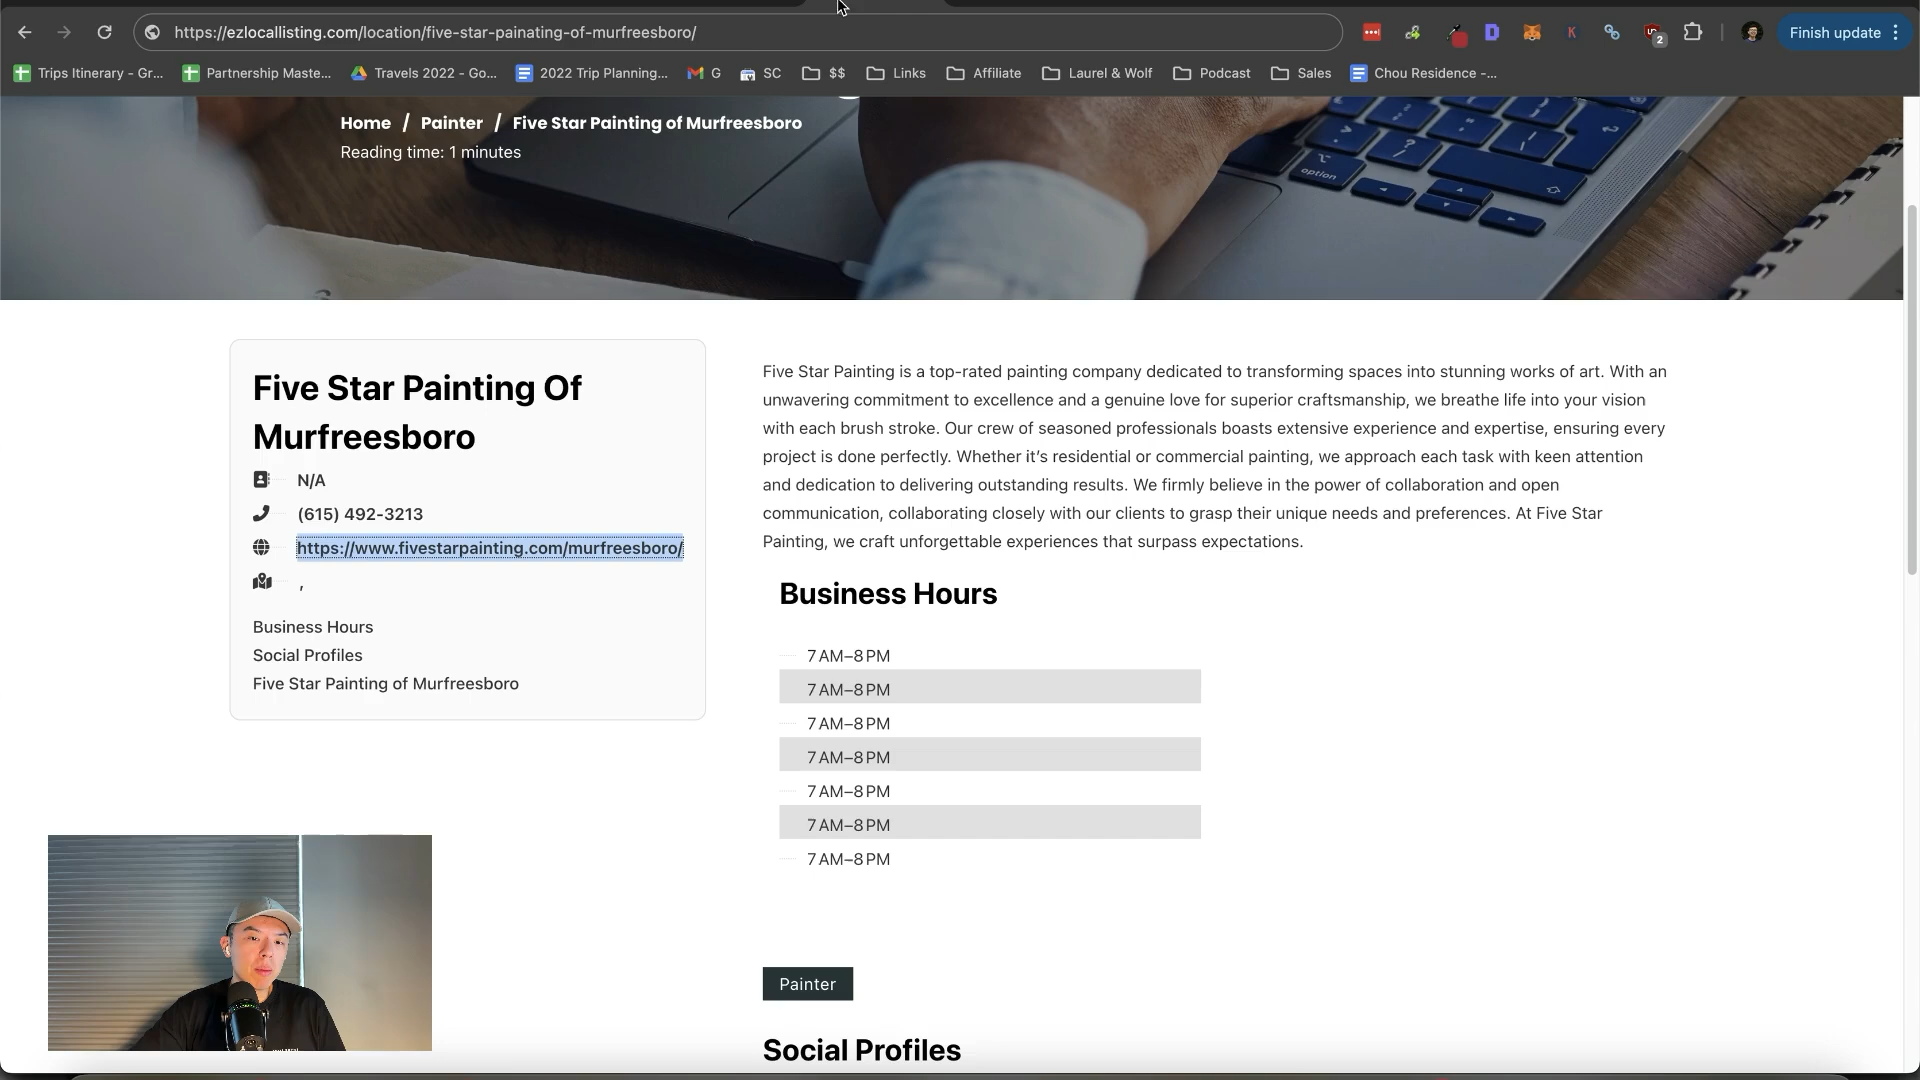 https://ezlocallisting.com/location/five-star-painating-of-murfreesboro/
2
Finish update
Trips Itinerary - Gr...
Partnership Maste...
Travels 2022 - Go...
2022 Trip Planning...
G
SC
$$
Links
Affiliate
Laurel & Wolf
Podcast
Sales
Chou Residence -...
Home / Painter / Five Star Painting of Murfreesboro
Reading time: 1 minutes
option
Five Star Painting Of
Murfreesboro
N/A
(615) 492-3213
https://www.fivestarpainting.com/murfreesboro/
,
Business Hours
Social Profiles
Five Star Painting of Murfreesboro
Five Star Painting is a top-rated painting company dedicated to transforming spaces into stunning works of art. With an
unwavering commitment to excellence and a genuine love for superior craftsmanship, we breathe life into your vision
with each brush stroke. Our crew of seasoned professionals boasts extensive experience and expertise, ensuring every
project is done perfectly. Whether it's residential or commercial painting, we approach each task with keen attention
and dedication to delivering outstanding results. We firmly believe in the power of collaboration and open
communication, collaborating closely with our clients to grasp their unique needs and preferences. At Five Star
Painting, we craft unforgettable experiences that surpass expectations.
Business Hours
7 AM–8 PM
7 AM–8 PM
7 AM–8 PM
7 AM–8 PM
7 AM–8 PM
7 AM–8 PM
7 AM–8 PM
Painter
Social Profiles